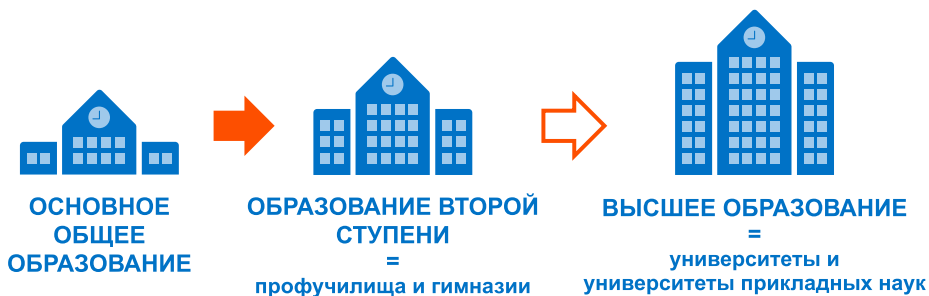 ОСНОВНОЕ
ОБЩЕЕ
ОБРАЗОВАНИЕ
ОБРАЗОВАНИЕ ВТОРОЙ
СТУПЕНИ
=
профучилища и гимназии
ВЫСШЕЕ ОБРАЗОВАНИЕ
=
университеты и
университеты прикладных наук